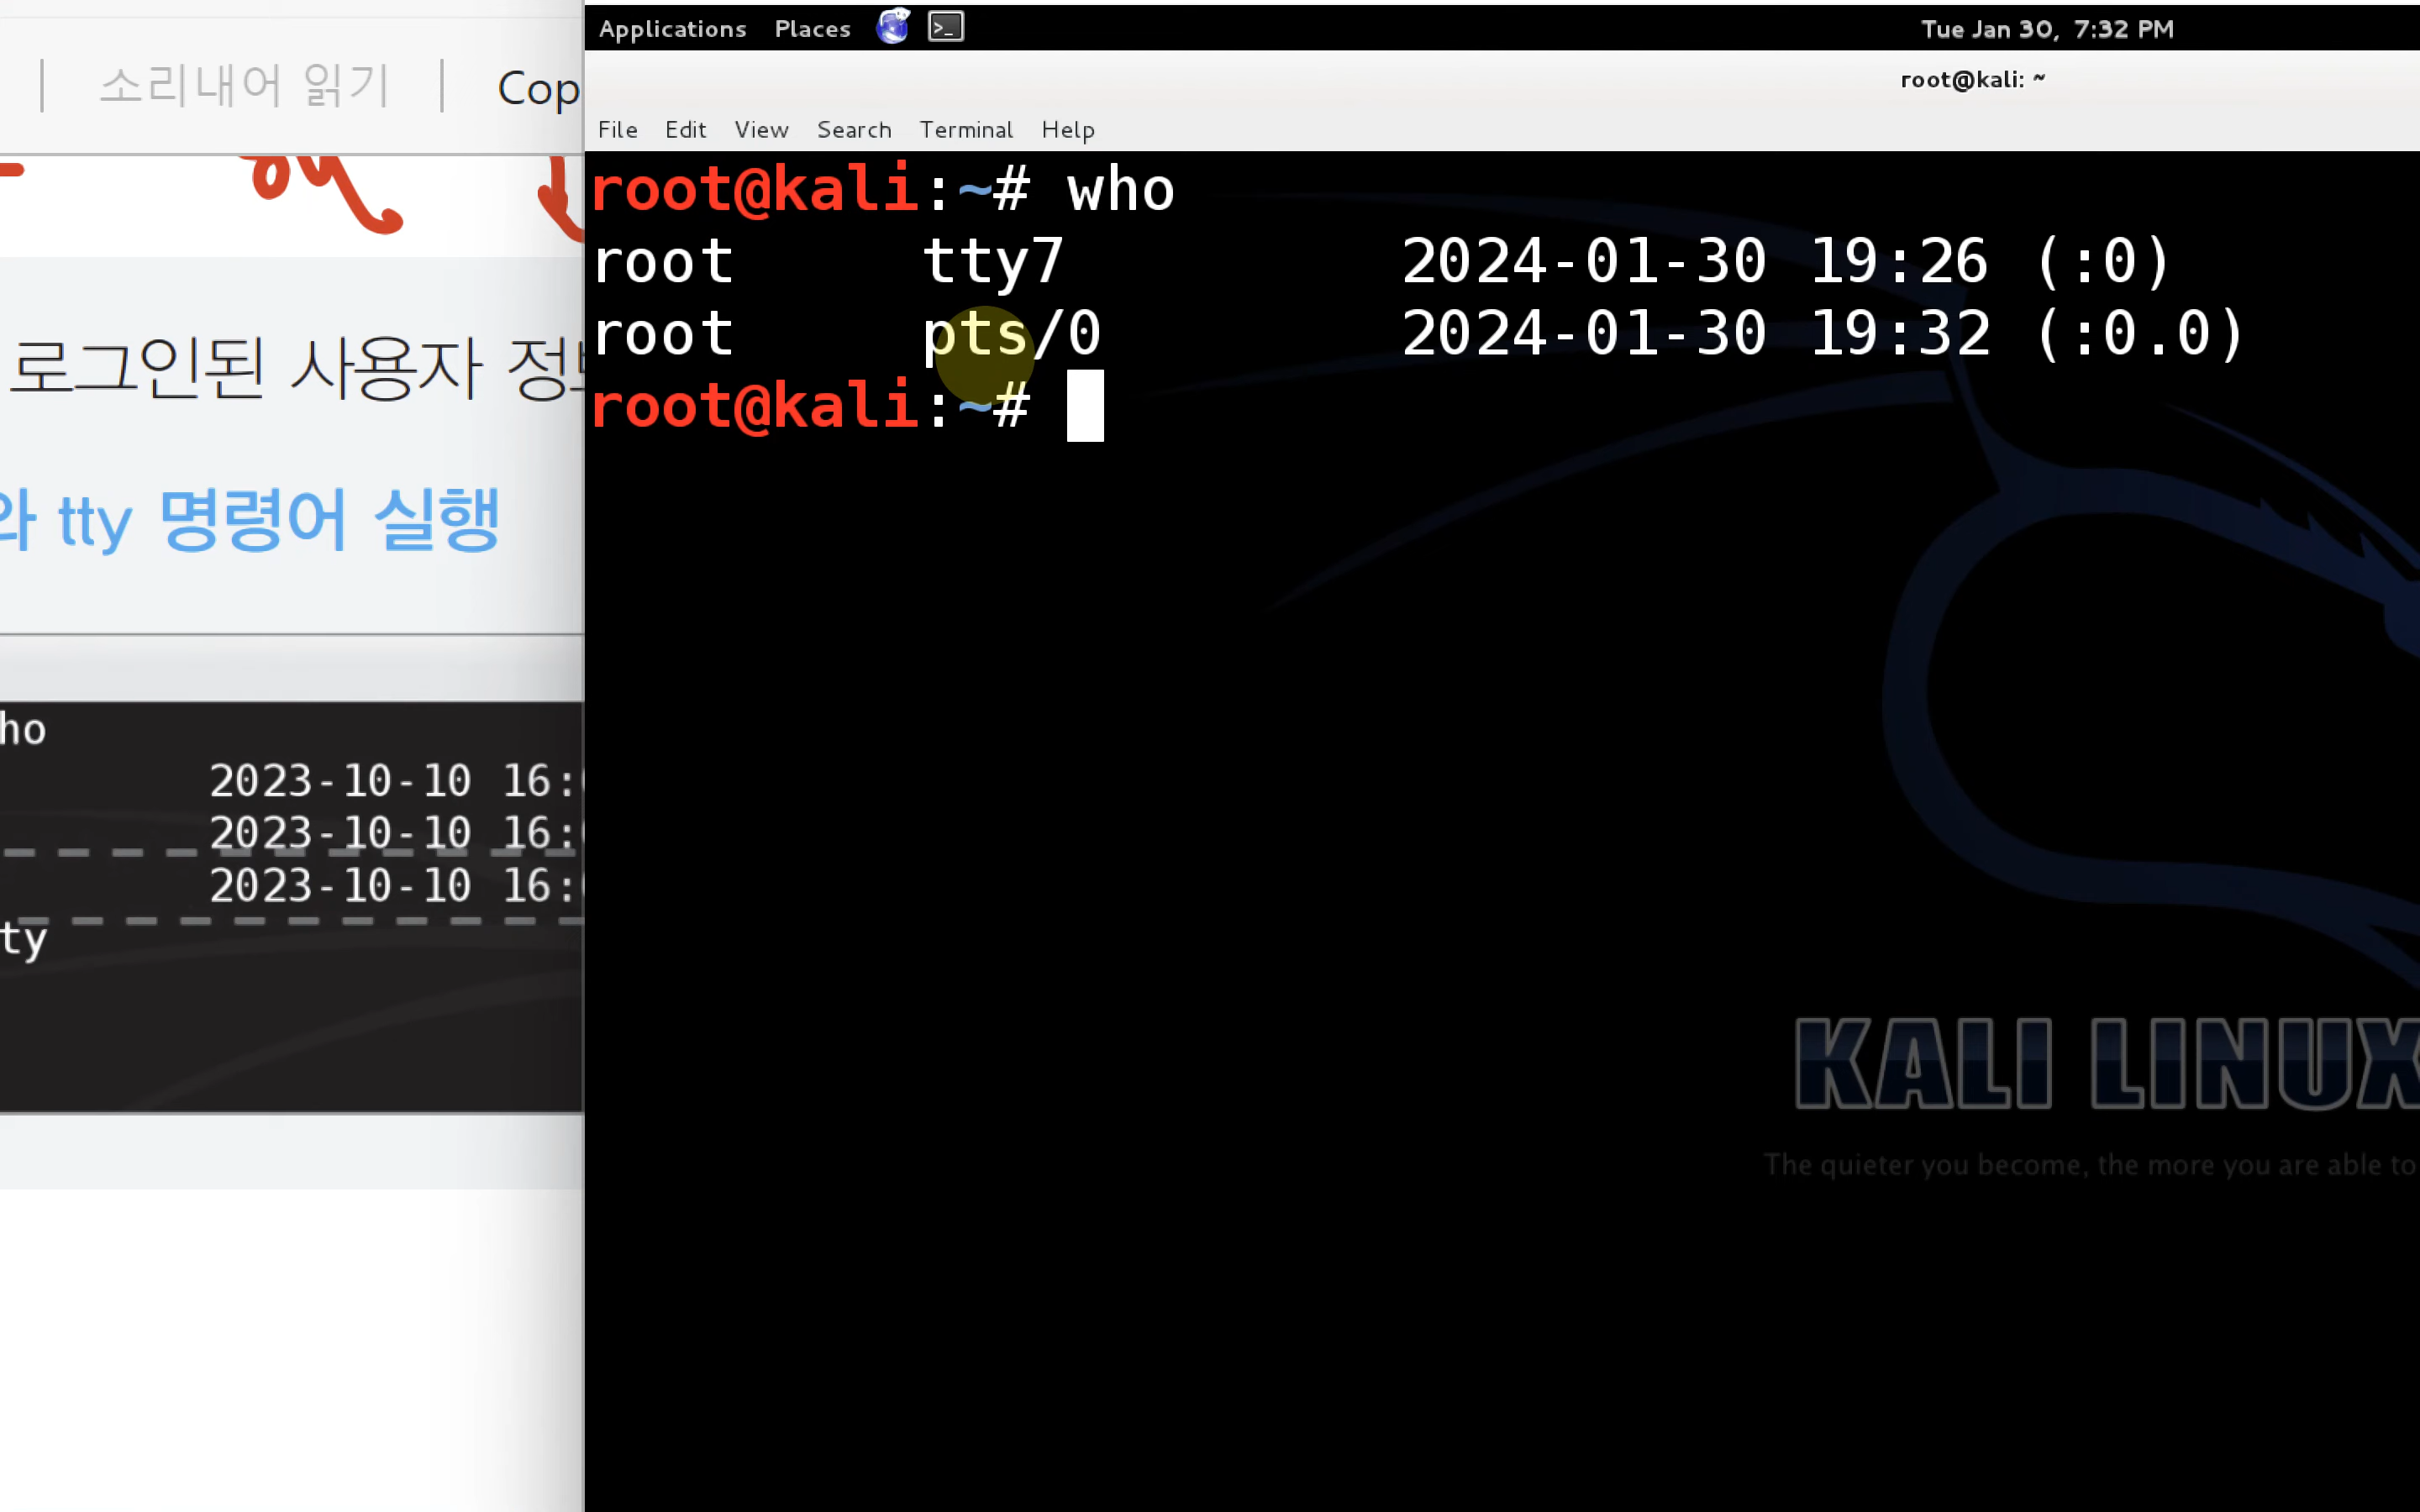 소리내어 읽기
Cop
로그인된 사용자 정보
와 tty 명령어 실행
ho
2023-10-10 16:
2023-10-10 16:
2023-10-10 16:
ty
Applications Places
Tue Jan 30, 7:32 PM
root@kali: ~
File Edit View Search Terminal Help
root@kali:~# who
root tty7 2024-01-30 19:26 (:0)
root pts/0 2024-01-30 19:32 (:0.0)
root@kali:~#
KALI LINUX
The quieter you become, the more you are able to